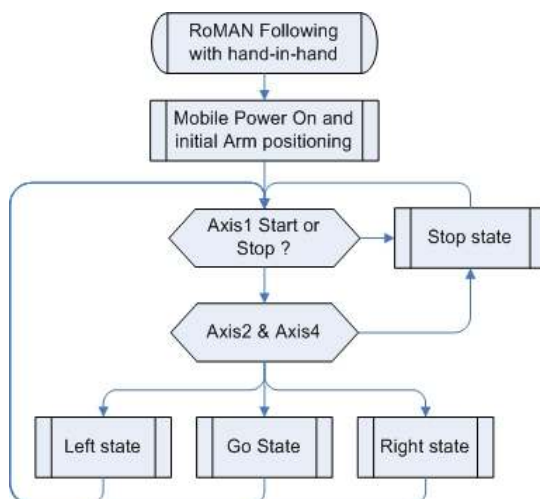 RoMAN Following
with hand-in-hand
Mobile Power On and
initial Arm positioning
Axis1 Start or
Stop ?
Stop state
Axis2 & Axis4
Left state
Go State
Right state